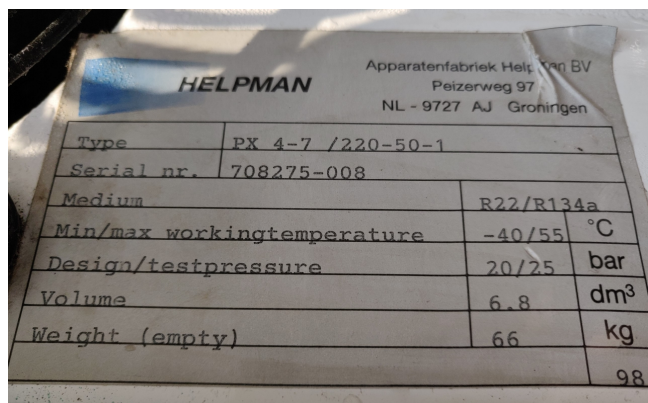 HELPMAN
Apparatenfabriek Helpman BV
Peizerweg 97
NL - 9727 AJ Groningen
Type PX 4-7 /220-50-1
Serial nr. 708275-008
Medium R22/R134a
Min/max workingtemperature -40/55 °C
Design/testpressure 20/25 bar
Volume 6.8 dm³
Weight (empty) 66 kg
98